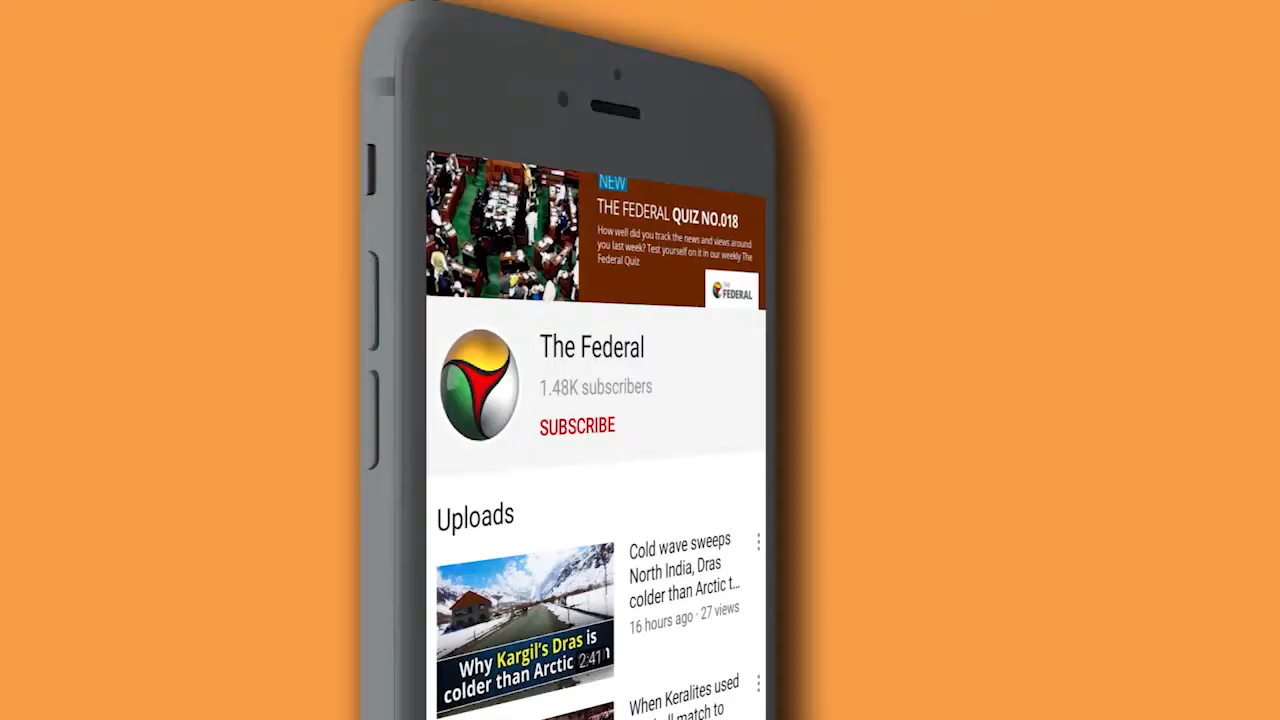 NEW
THE FEDERAL QUIZ NO.018
How well did you track the news and views around
you last week? Test yourself on it in our weekly The
Federal Quiz
THE
FEDERAL
The Federal
1.48K subscribers
SUBSCRIBE
Uploads
Cold wave sweeps
North India, Dras
colder than Arctic t...
16 hours ago · 27 views
Why Kargil's Dras is
colder than Arctic
2:41
When Keralites used
match to